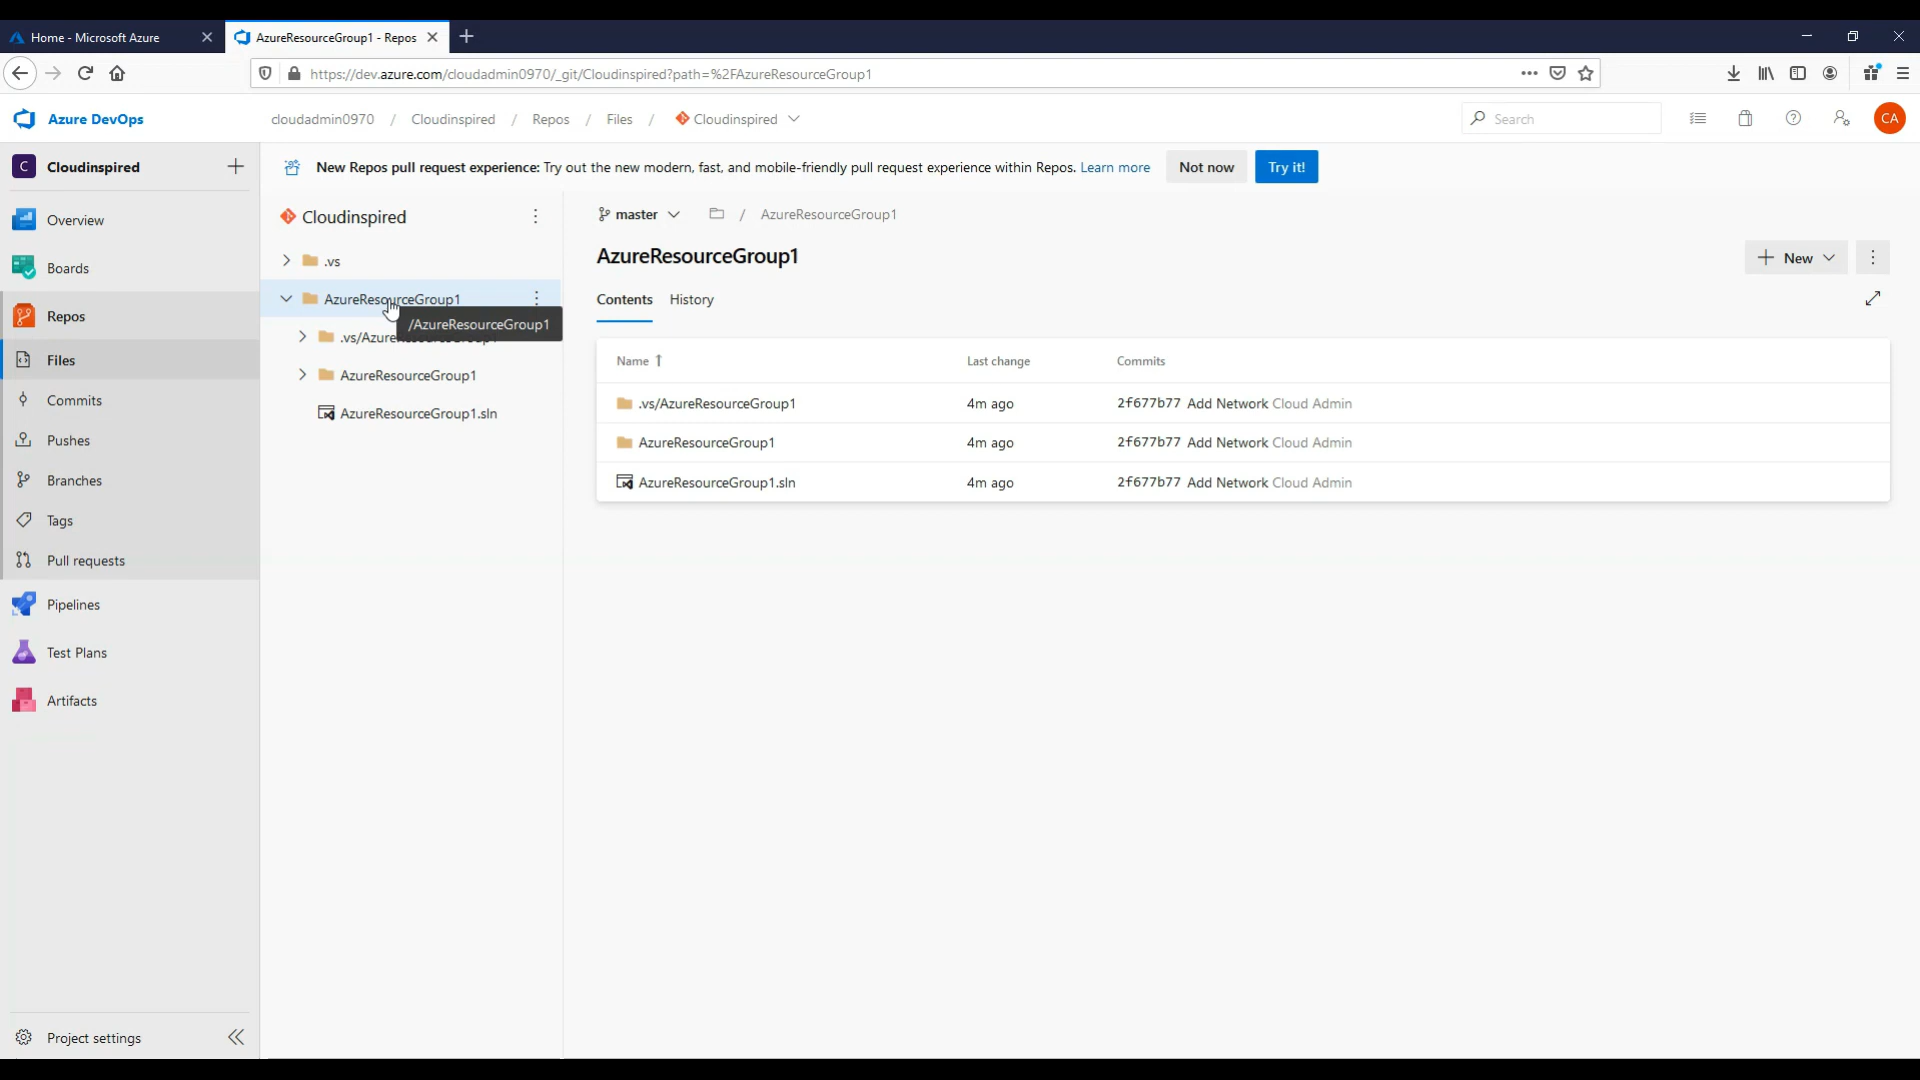 Home - Microsoft Azure
AzureResourceGroup1 - Repos
https://dev.azure.com/cloudadmin0970/_git/Cloudinspired?path=%2FAzureResourceGroup1
Azure DevOps
cloudadmin0970 / Cloudinspired / Repos / Files / Cloudinspired
Search
CA
C Cloudinspired
New Repos pull request experience: Try out the new modern, fast, and mobile-friendly pull request experience within Repos. Learn more
Not now
Try it!
Overview
Boards
Repos
Files
Commits
Pushes
Branches
Tags
Pull requests
Pipelines
Test Plans
Artifacts
Project settings
Cloudinspired
.vs
AzureResourceGroup1
/AzureResourceGroup1
AzureResourceGroup1
AzureResourceGroup1.sln
master / AzureResourceGroup1
AzureResourceGroup1
New
Contents History
Name Last change Commits
.vs/AzureResourceGroup1 4m ago 2f677b77 Add Network Cloud Admin
AzureResourceGroup1 4m ago 2f677b77 Add Network Cloud Admin
AzureResourceGroup1.sln 4m ago 2f677b77 Add Network Cloud Admin